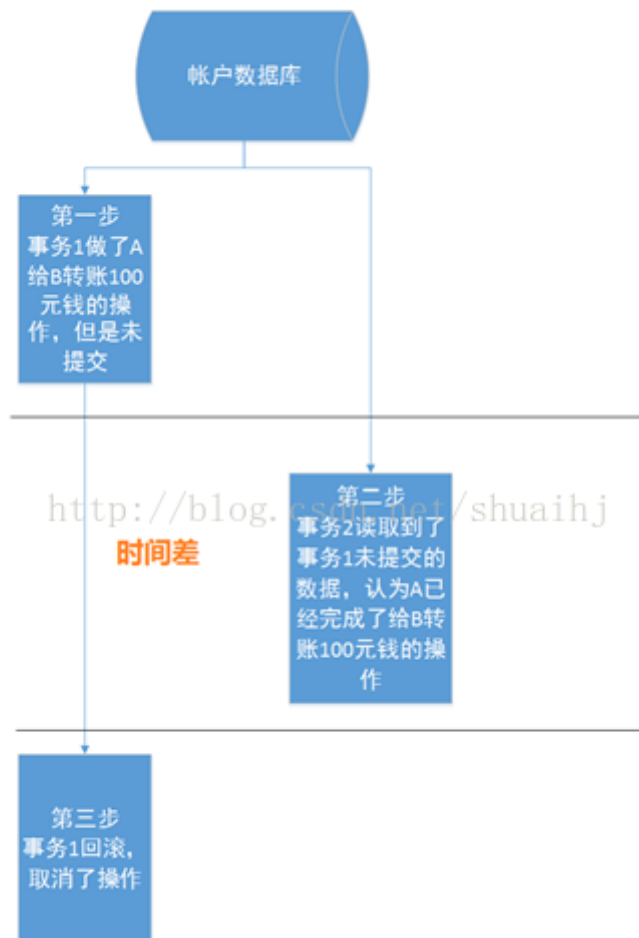 帐户数据库
第一步
事务1做了A
给B转账100
元钱的操
作，但是未
提交
http://blog.csdn.net/shuaihj
第二步
事务2读取到了
事务1未提交的
数据，认为A已
经完成了给B转
账100元钱的操
作
时间差
第三步
事务1回滚，
取消了操作